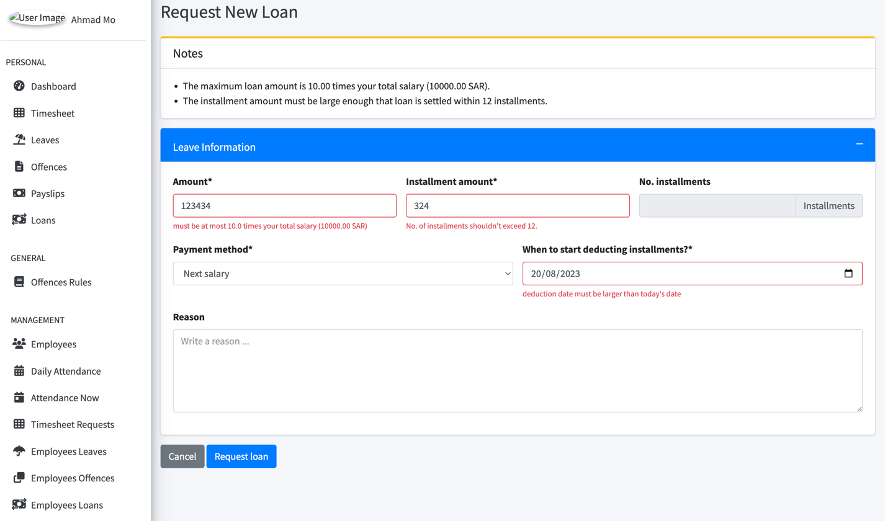 User Image
Ahmad Mo
PERSONAL
Dashboard
Timesheet
Leaves
Offences
Payslips
Loans
GENERAL
Offences Rules
MANAGEMENT
Employees
Daily Attendance
Attendance Now
Timesheet Requests
Employees Leaves
Employees Offences
Employees Loans
Request New Loan
Notes
• The maximum loan amount is 10.00 times your total salary (10000.00 SAR).
• The installment amount must be large enough that loan is settled within 12 installments.
Leave Information
Amount* Installment amount* No. installments
123434 324 Installments
must be at most 10.0 times your total salary (10000.00 SAR) No. of installments shouldn't exceed 12.
Payment method* When to start deducting installments?*
Next salary 20/08/2023
deduction date must be larger than today's date
Reason
Write a reason ...
Cancel Request loan